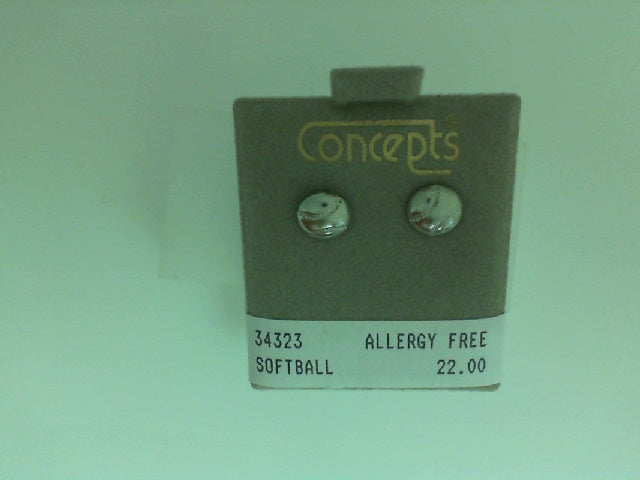 Concepts
34323 ALLERGY FREE
SOFTBALL 22.00